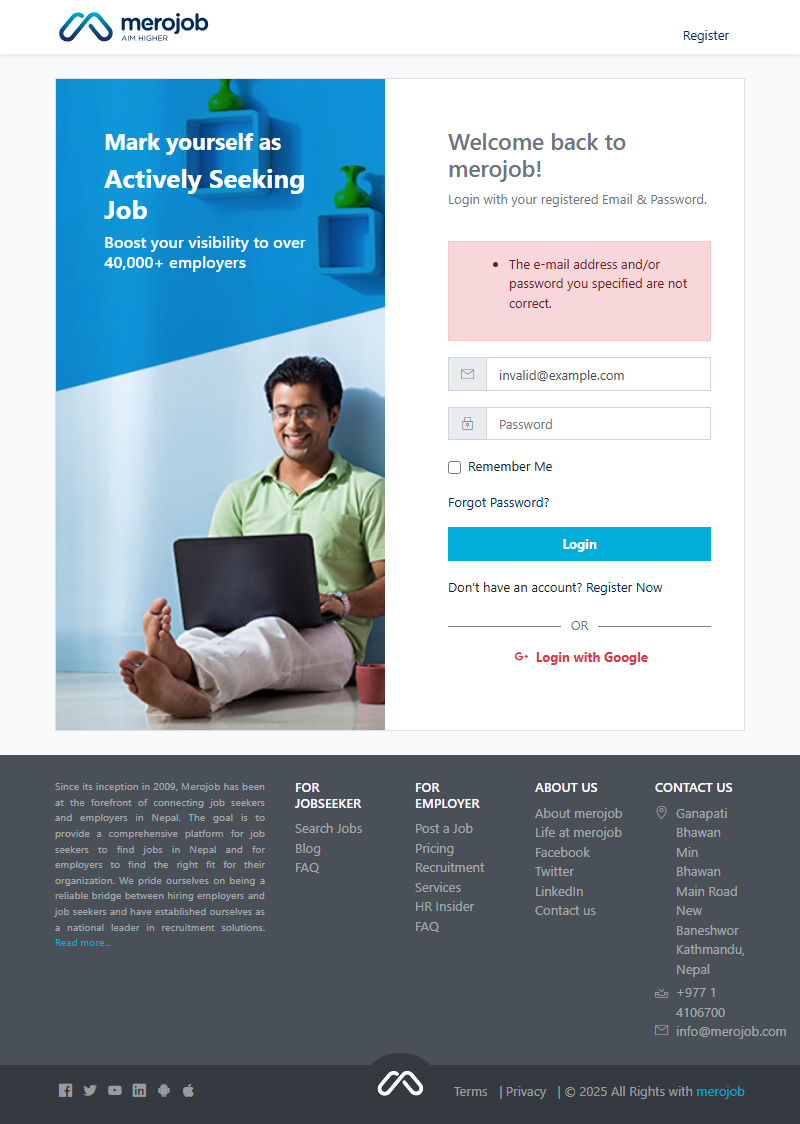 merojob
AIM HIGHER
Register
Mark yourself as
Actively Seeking
Job
Boost your visibility to over
40,000+ employers
Welcome back to
merojob!
Login with your registered Email & Password.
• The e-mail address and/or
password you specified are not
correct.
invalid@example.com
Password
Remember Me
Forgot Password?
Login
Don't have an account? Register Now
OR
G+ Login with Google
Since its inception in 2009, Merojob has been
at the forefront of connecting job seekers
and employers in Nepal. The goal is to
provide a comprehensive platform for job
seekers to find jobs in Nepal and for
employers to find the right fit for their
organization. We pride ourselves on being a
reliable bridge between hiring employers and
job seekers and have established ourselves as
a national leader in recruitment solutions.
Read more...
FOR
JOBSEEKER
Search Jobs
Blog
FAQ
FOR
EMPLOYER
Post a Job
Pricing
Recruitment
Services
HR Insider
FAQ
ABOUT US
About merojob
Life at merojob
Facebook
Twitter
LinkedIn
Contact us
CONTACT US
Ganapati
Bhawan
Min
Bhawan
Main Road
New
Baneshwor
Kathmandu,
Nepal
+977 1
4106700
info@merojob.com
Terms | Privacy | © 2025 All Rights with merojob